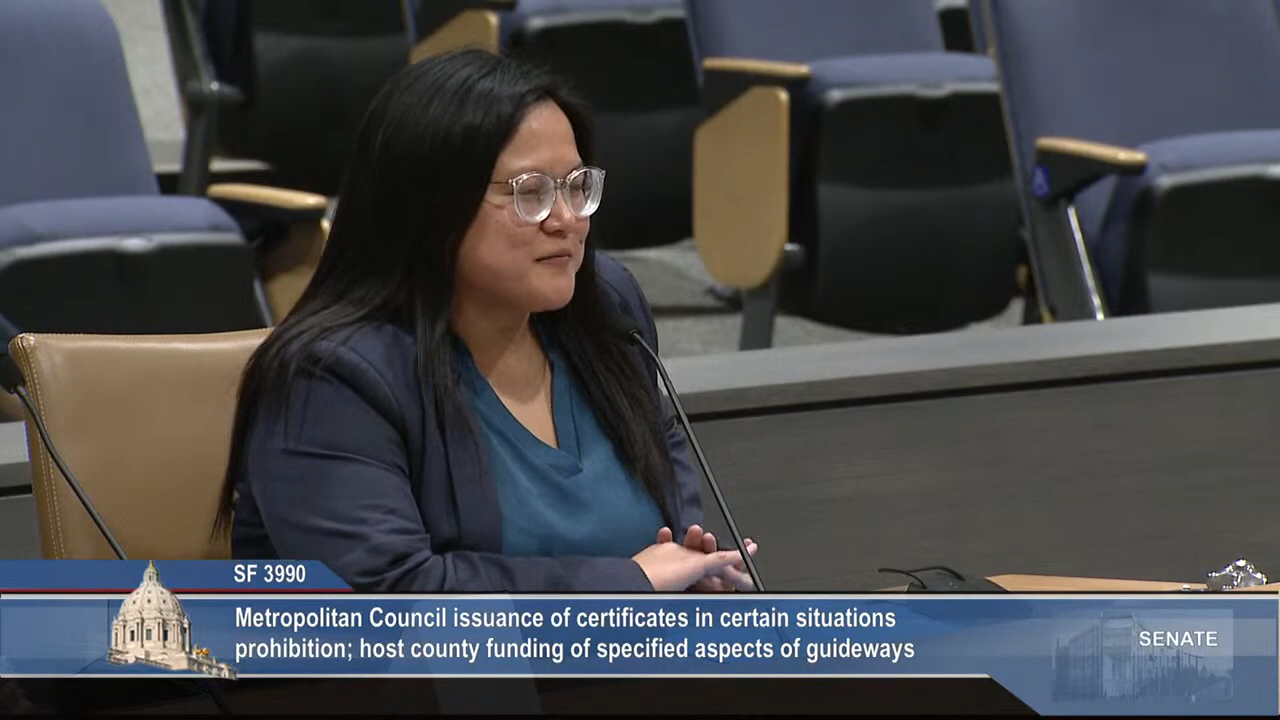 SF 3990
Metropolitan Council issuance of certificates in certain situations
prohibition; host county funding of specified aspects of guideways
SENATE